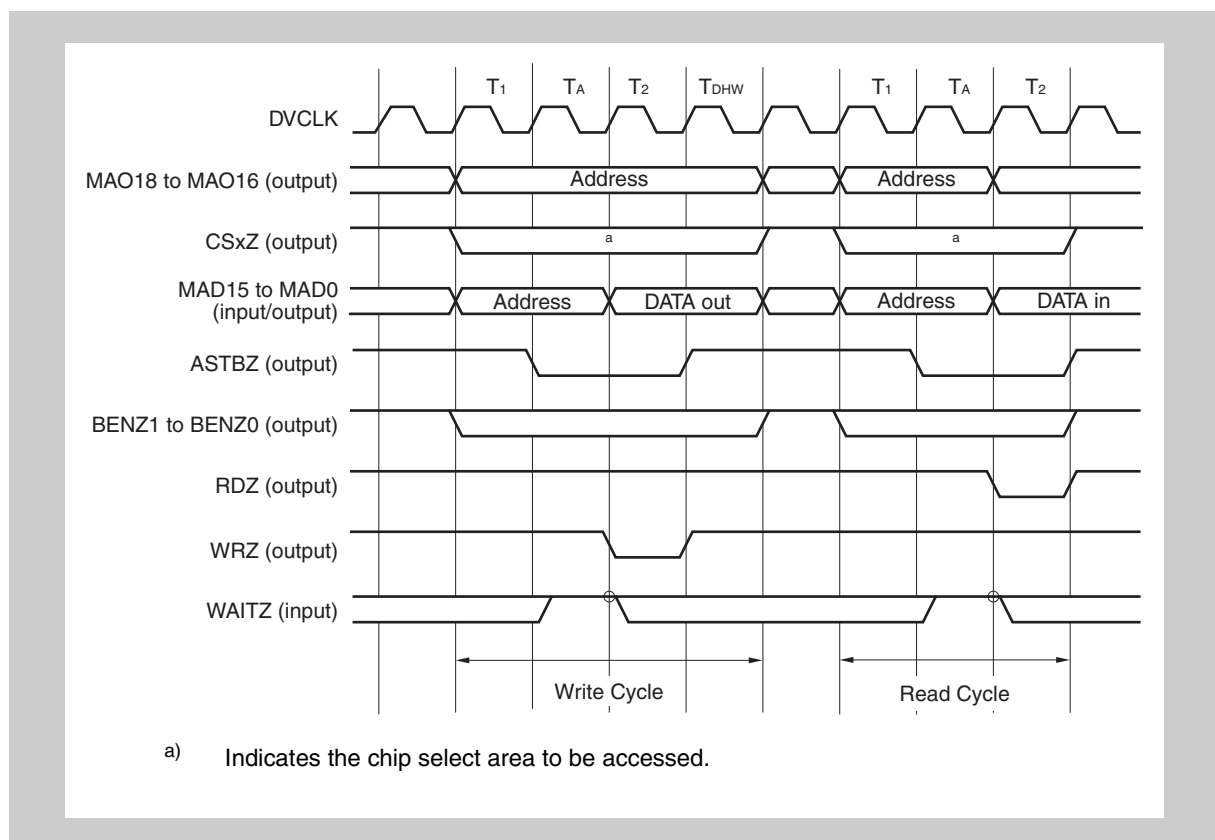 T1 TA T2 TDHW T1 TA T2
DVCLK
MAO18 to MAO16 (output) Address Address
CSxZ (output) a a
MAD15 to MAD0
(input/output) Address DATA out Address DATA in
ASTBZ (output)
BENZ1 to BENZ0 (output)
RDZ (output)
WRZ (output)
WAITZ (input)
Write Cycle Read Cycle
a) Indicates the chip select area to be accessed.